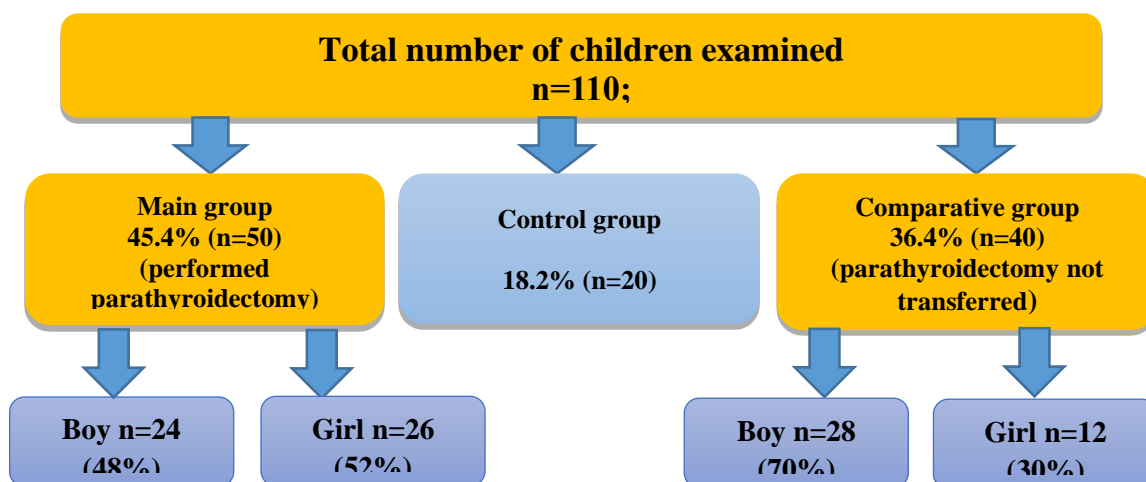 Total number of children examined
n=110;
Main group
45.4% (n=50)
(performed
parathyroidectomy)
Control group
18.2% (n=20)
Comparative group
36.4% (n=40)
(parathyroidectomy not
transferred)
Boy n=24
(48%)
Girl n=26
(52%)
Boy n=28
(70%)
Girl n=12
(30%)